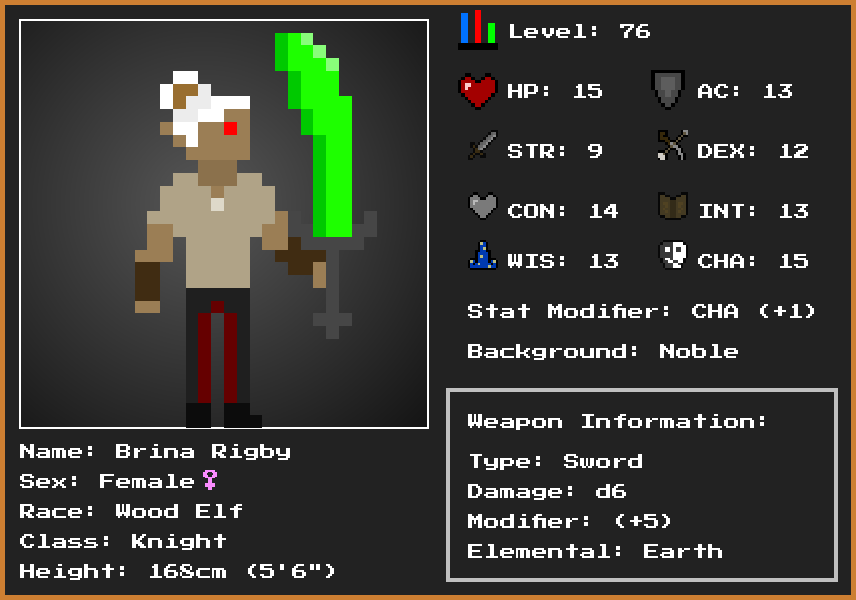 Level: 76
HP: 15 AC: 13
STR: 9 DEX: 12
CON: 14 INT: 13
WIS: 13 CHA: 15
Stat Modifier: CHA (+1)
Background: Noble
Weapon Information:
Type: Sword
Damage: d6
Modifier: (+5)
Elemental: Earth
Name: Brina Rigby
Sex: Female♀
Race: Wood Elf
Class: Knight
Height: 168cm (5'6")